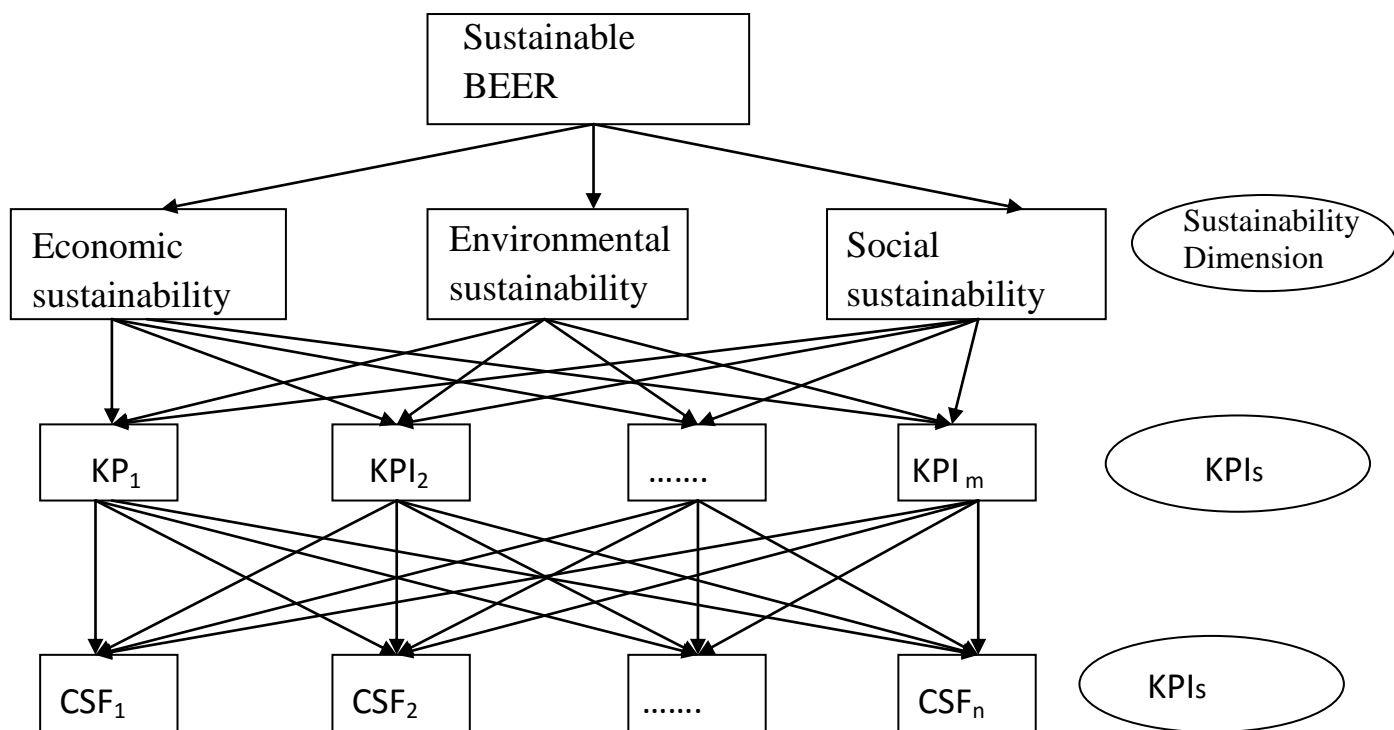 Sustainable
BEER
Economic
sustainability
Environmental
sustainability
Social
sustainability
Sustainability
Dimension
KP₁
KPI₂
…….
KPI ₘ
KPIs
CSF₁
CSF₂
…….
CSFₙ
KPIs